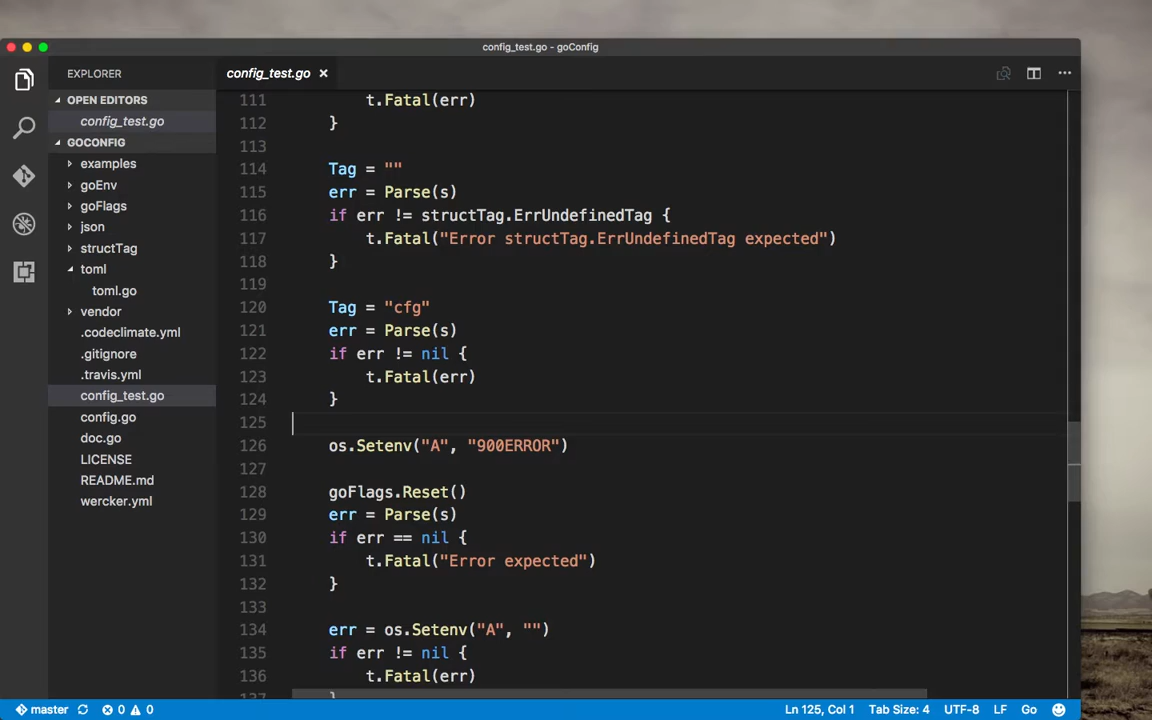 config_test.go - goConfig
EXPLORER
OPEN EDITORS
config_test.go
GOCONFIG
examples
goEnv
goFlags
json
structTag
toml
toml.go
vendor
.codeclimate.yml
.gitignore
.travis.yml
config_test.go
config.go
doc.go
LICENSE
README.md
wercker.yml
config_test.go
111 t.Fatal(err)
112 }
113
114 Tag = ""
115 err = Parse(s)
116 if err != structTag.ErrUndefinedTag {
117 t.Fatal("Error structTag.ErrUndefinedTag expected")
118 }
119
120 Tag = "cfg"
121 err = Parse(s)
122 if err != nil {
123 t.Fatal(err)
124 }
125
126 os.Setenv("A", "900ERROR")
127
128 goFlags.Reset()
129 err = Parse(s)
130 if err == nil {
131 t.Fatal("Error expected")
132 }
133
134 err = os.Setenv("A", "")
135 if err != nil {
136 t.Fatal(err)
137 }
master 0 0 Ln 125, Col 1 Tab Size: 4 UTF-8 LF Go